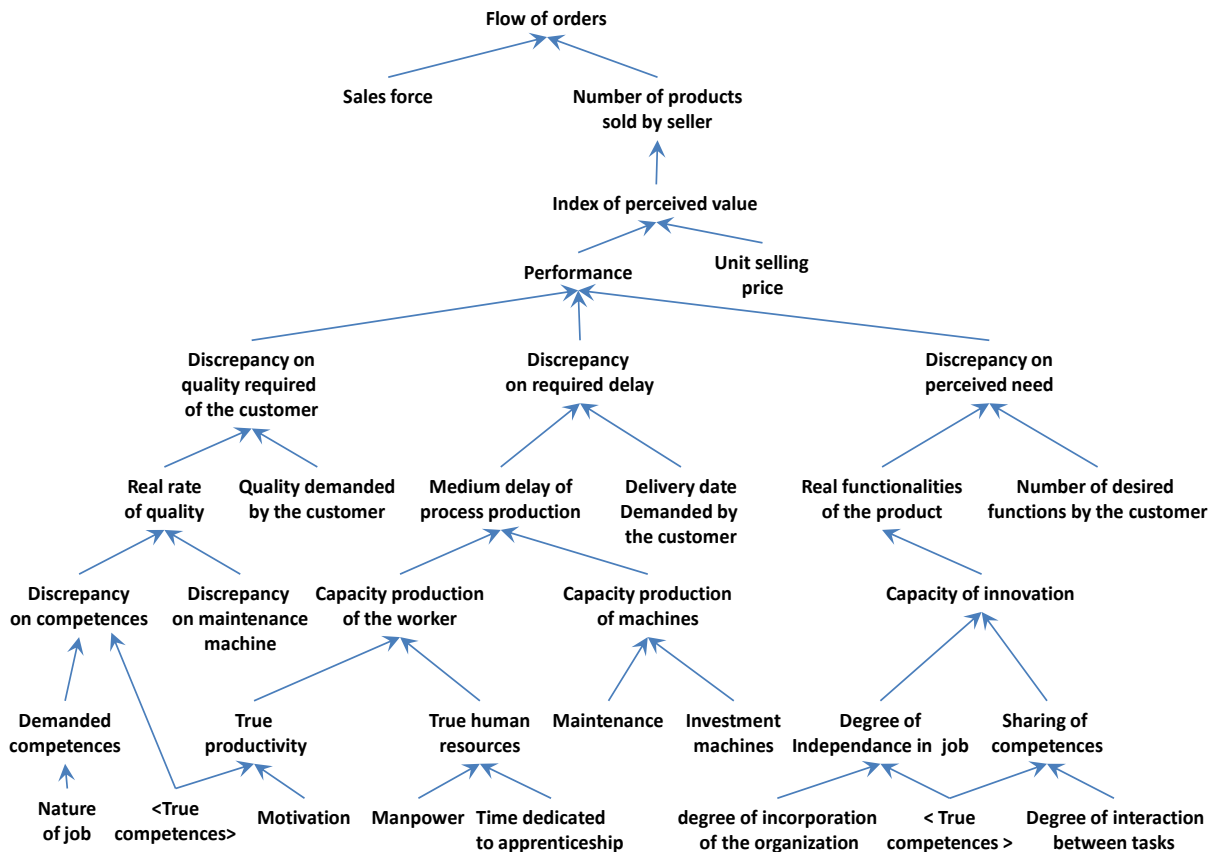 Flow of orders
Sales force
Number of products
sold by seller
Index of perceived value
Performance
Unit selling
price
Discrepancy on
quality required
of the customer
Discrepancy
on required delay
Discrepancy on
perceived need
Real rate
of quality
Quality demanded
by the customer
Medium delay of
process production
Delivery date
Demanded by
the customer
Real functionalities
of the product
Number of desired
functions by the customer
Discrepancy
on competences
Discrepancy
on maintenance
machine
Capacity production
of the worker
Capacity production
of machines
Capacity of innovation
Demanded
competences
True
productivity
True human
resources
Maintenance
Investment
machines
Degree of
Independance in job
Sharing of
competences
Nature
of job
<True
competences>
Motivation
Manpower
Time dedicated
to apprenticeship
degree of incorporation
of the organization
< True
competences >
Degree of interaction
between tasks